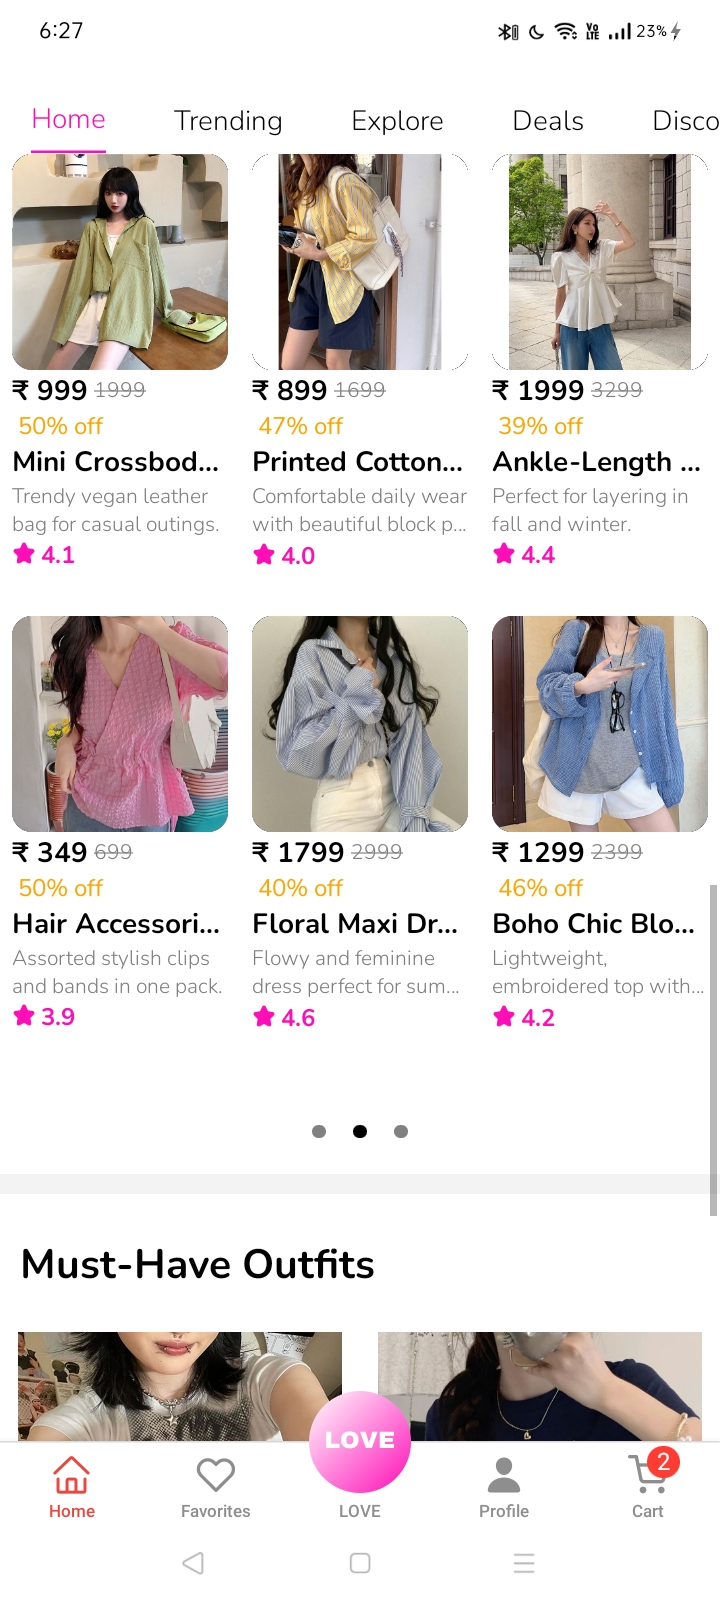 6:27
Vo LTE 23%
Home Trending Explore Deals Disco
₹ 999 1999 ₹ 899 1699 ₹ 1999 3299
50% off 47% off 39% off
Mini Crossbod... Printed Cotton... Ankle-Length ...
Trendy vegan leather Comfortable daily wear Perfect for layering in
bag for casual outings. with beautiful block p... fall and winter.
4.1 4.0 4.4
₹ 349 699 ₹ 1799 2999 ₹ 1299 2399
50% off 40% off 46% off
Hair Accessori... Floral Maxi Dr... Boho Chic Blo...
Assorted stylish clips Flowy and feminine Lightweight,
and bands in one pack. dress perfect for sum... embroidered top with...
3.9 4.6 4.2
Must-Have Outfits
LOVE
2
Home Favorites LOVE Profile Cart